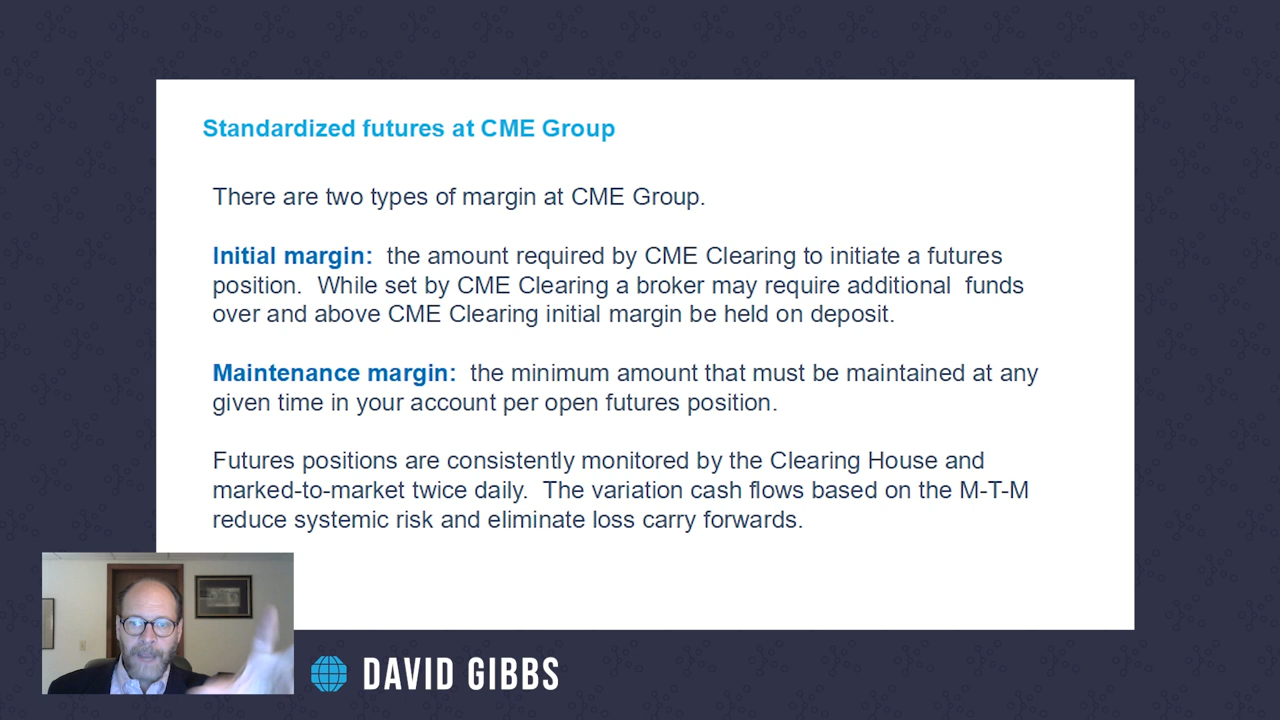 Standardized futures at CME Group
There are two types of margin at CME Group.
Initial margin:  the amount required by CME Clearing to initiate a futures
position.  While set by CME Clearing a broker may require additional  funds
over and above CME Clearing initial margin be held on deposit.
Maintenance margin:  the minimum amount that must be maintained at any
given time in your account per open futures position.
Futures positions are consistently monitored by the Clearing House and
marked-to-market twice daily.  The variation cash flows based on the M-T-M
reduce systemic risk and eliminate loss carry forwards.
DAVID GIBBS